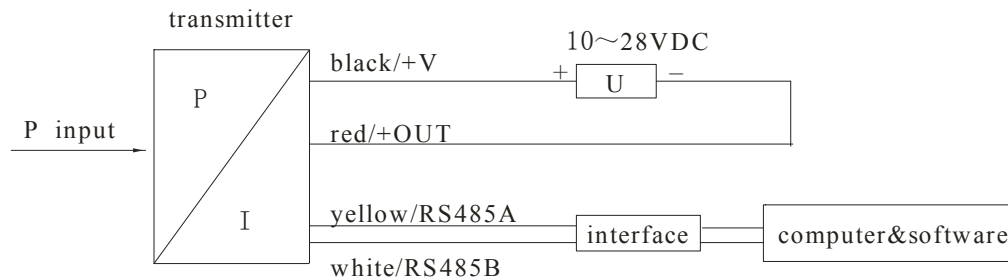 transmitter
10～28VDC
black/+V
+ U −
P
P input
red/+OUT
I
yellow/RS485A
interface
computer&software
white/RS485B